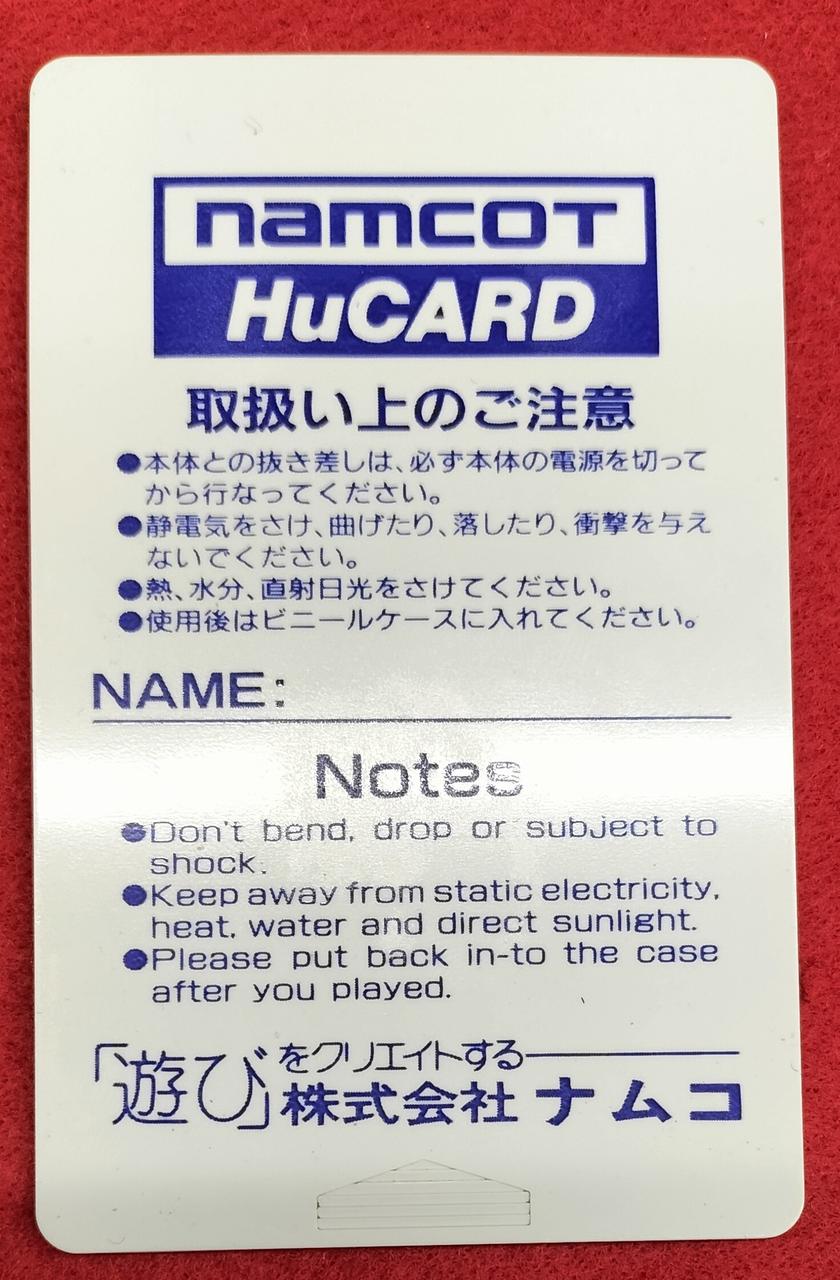 namcoT
HuCARD
取扱い上のご注意
●本体との抜き差しは、必ず本体の電源を切って
から行なってください。
●静電気をさけ、曲げたり、落したり、衝撃を与え
ないでください。
●熱、水分、直射日光をさけてください。
●使用後はビニールケースに入れてください。
NAME:
Notes
●Don't bend, drop or subject to
shock.
●Keep away from static electricity,
heat, water and direct sunlight.
●Please put back in-to the case
after you played.
「遊び」をクリエイトする——
株式会社ナムコ